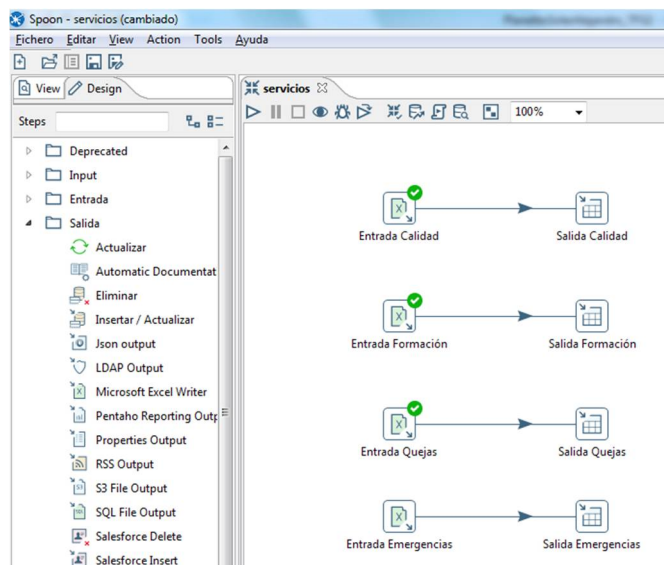 Spoon - servicios (cambiado)
Fichero Editar View Action Tools Ayuda
View Design
servicios
Steps
100%
Deprecated
Input
Entrada
Salida
Actualizar
Automatic Documentat
Eliminar
Insertar / Actualizar
Json output
LDAP Output
Microsoft Excel Writer
Pentaho Reporting Outp
Properties Output
RSS Output
S3 File Output
SQL File Output
Salesforce Delete
Salesforce Insert
Entrada Calidad Salida Calidad
Entrada Formación Salida Formación
Entrada Quejas Salida Quejas
Entrada Emergencias Salida Emergencias